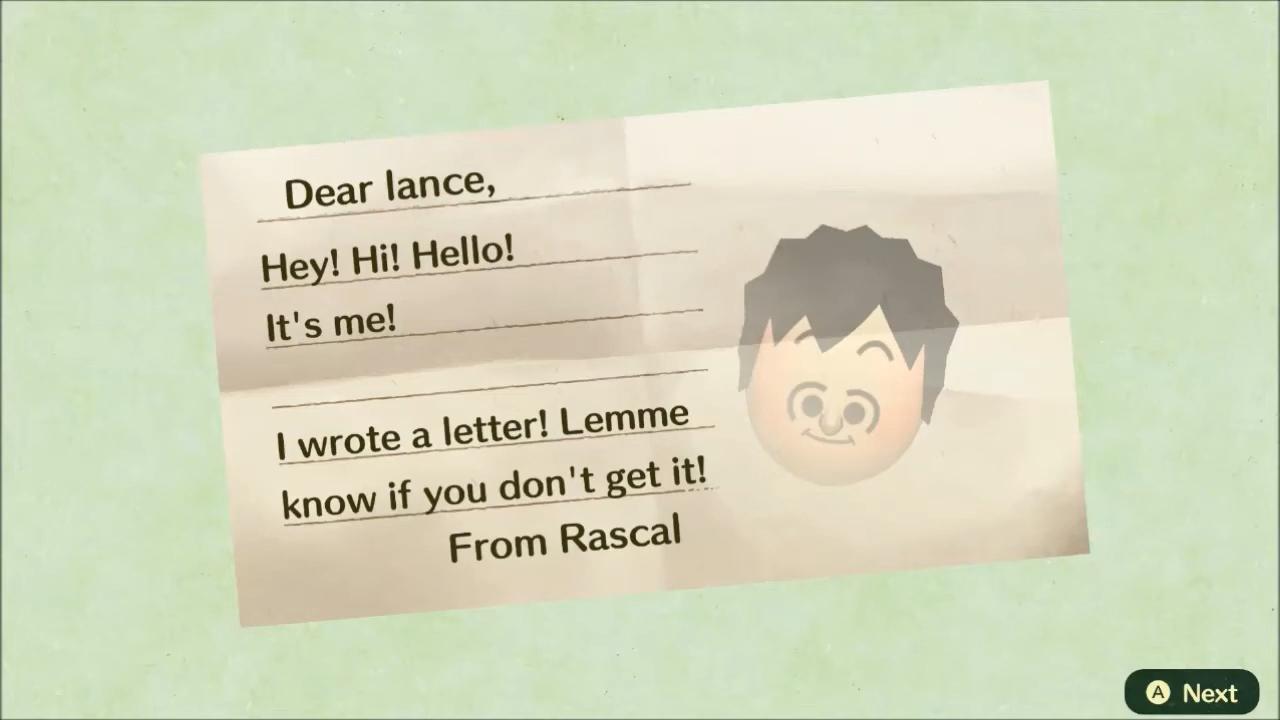 Dear lance,
Hey! Hi! Hello!
It's me!
I wrote a letter! Lemme
know if you don't get it!
From Rascal
A Next